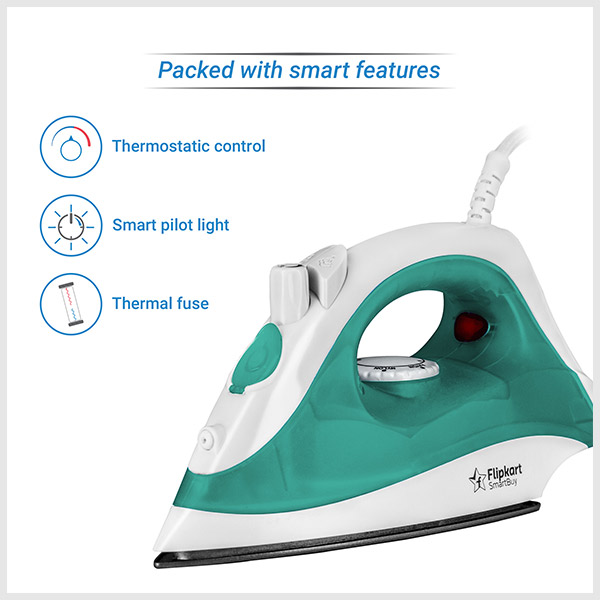 Packed with smart features
Thermostatic control
Smart pilot light
Thermal fuse
Flipkart
SmartBuy